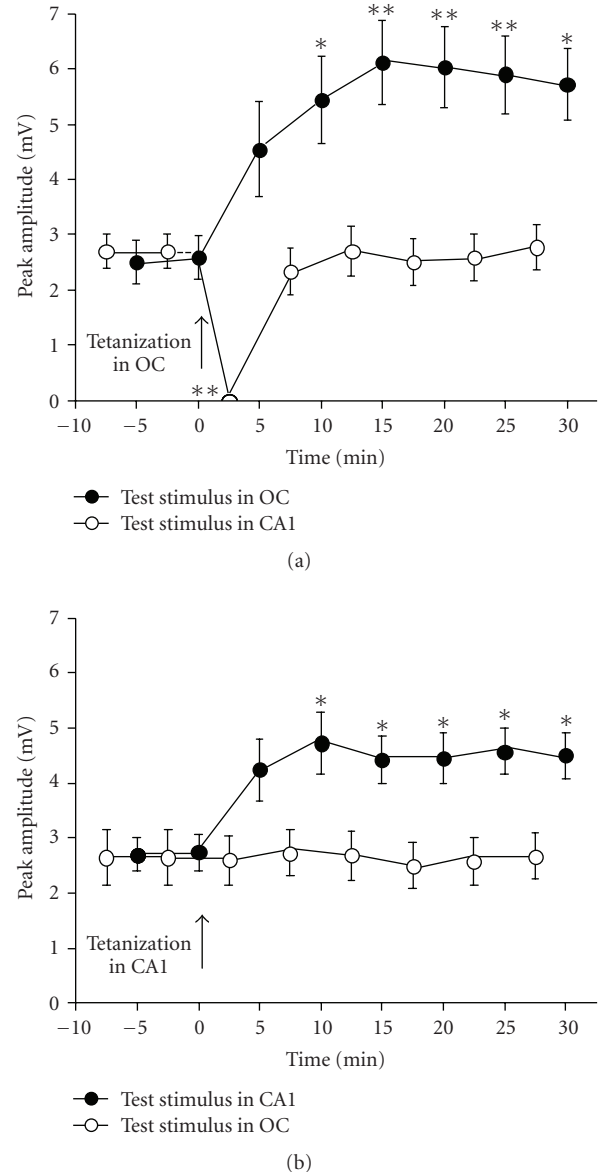 7
6
5
4
3
2
1
0
Peak amplitude (mV)
* ** ** ** *
Tetanization
in OC
**
−10 −5 0 5 10 15 20 25 30
Time (min)
Test stimulus in OC
Test stimulus in CA1
(a)
7
6
5
4
3
2
1
0
Peak amplitude (mV)
* * * * *
Tetanization
in CA1
−10 −5 0 5 10 15 20 25 30
Time (min)
Test stimulus in CA1
Test stimulus in OC
(b)